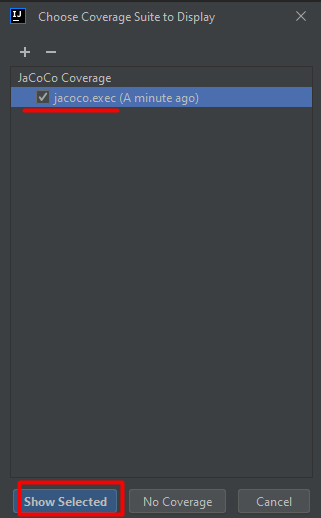 IJ
Choose Coverage Suite to Display
JaCoCo Coverage
jacoco.exec (A minute ago)
Show Selected
No Coverage
Cancel